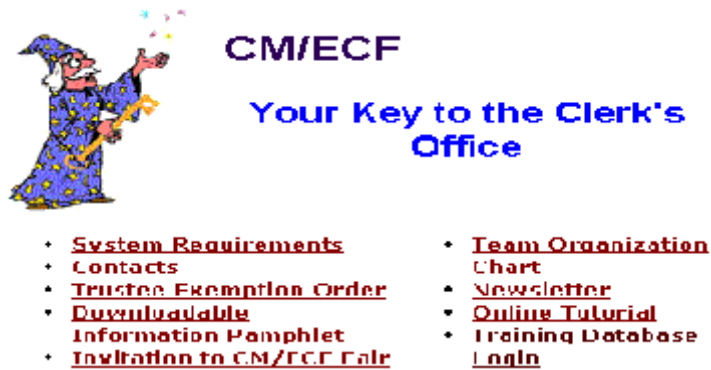 CM/ECF
Your Key to the Clerk's
Office
System Requirements
Contacts
Trustee Exemption Order
Downloadable
Information Pamphlet
Invitation to CM/ECF Fair
Team Organization
Chart
Newsletter
Online Tutorial
Training Database
Login